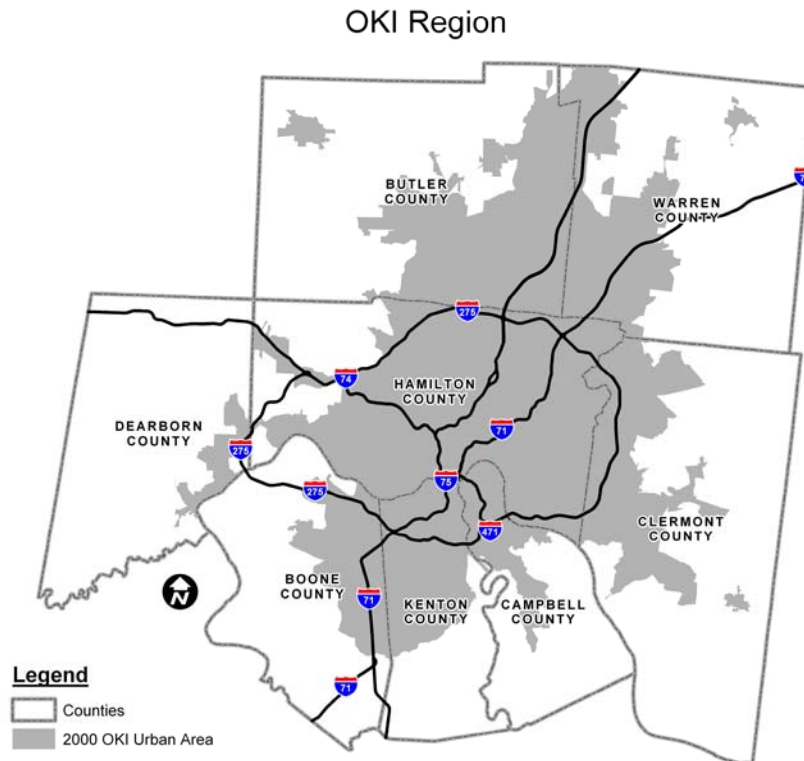 OKI Region
BUTLER
COUNTY
WARREN
COUNTY
275
74
HAMILTON
COUNTY
DEARBORN
COUNTY
71
275
75
275
471
CLERMONT
COUNTY
BOONE
COUNTY
71
KENTON
COUNTY
CAMPBELL
COUNTY
N
Legend
71
Counties
2000 OKI Urban Area